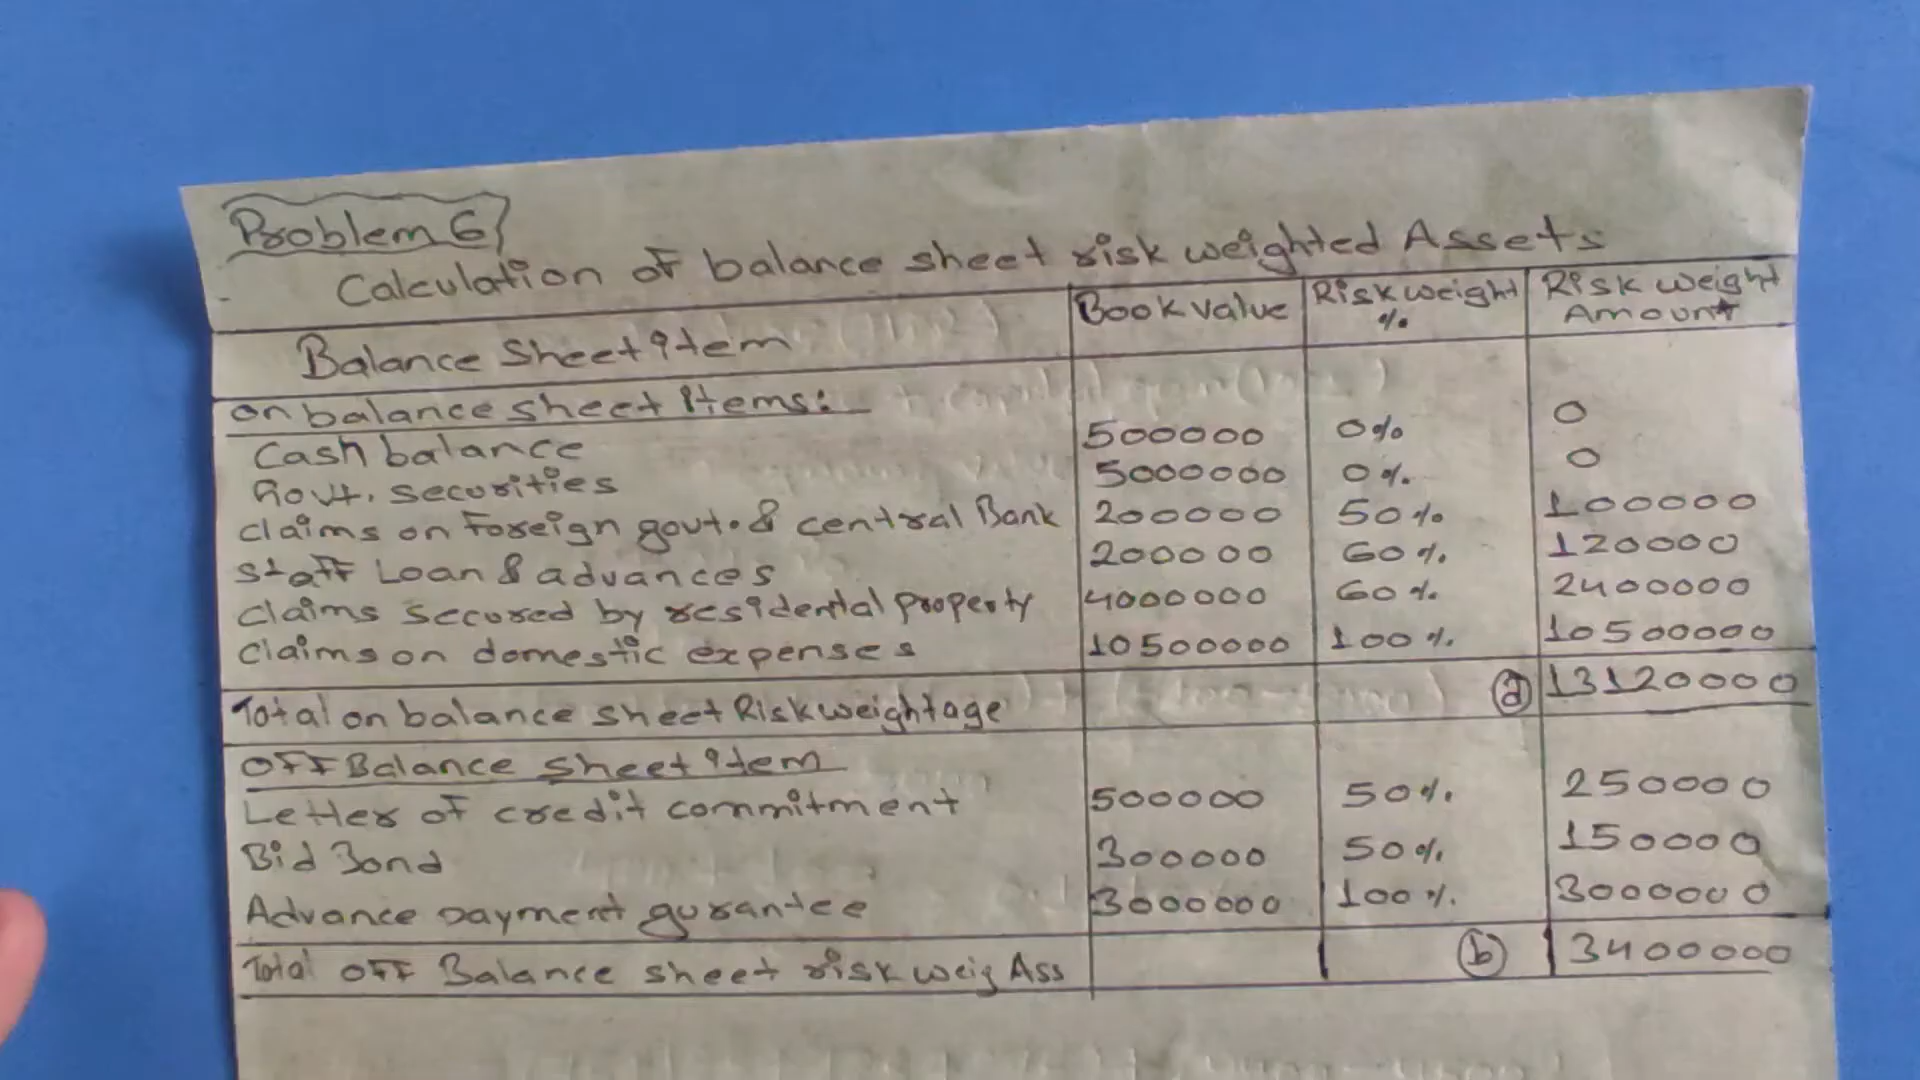 Problem 6
Calculation of balance sheet risk weighted Assets
Balance Sheet item Book value Risk weight % Risk weight Amount
on balance sheet items:
Cash balance 500000 0% 0
Govt. securities 5000000 0% 0
claims on foreign govt. & central Bank 200000 50% 100000
staff Loan & advances 200000 60% 120000
claims secured by residental property 4000000 60% 2400000
claims on domestic expenses 10500000 100% 10500000
Total on balance sheet Risk weightage (a) 13120000
OFF Balance sheet item
Letter of credit commitment 500000 50% 250000
Bid Bond 300000 50% 150000
Advance payment gurantee 3000000 100% 3000000
Total OFF Balance sheet risk weig Ass (b) 3400000